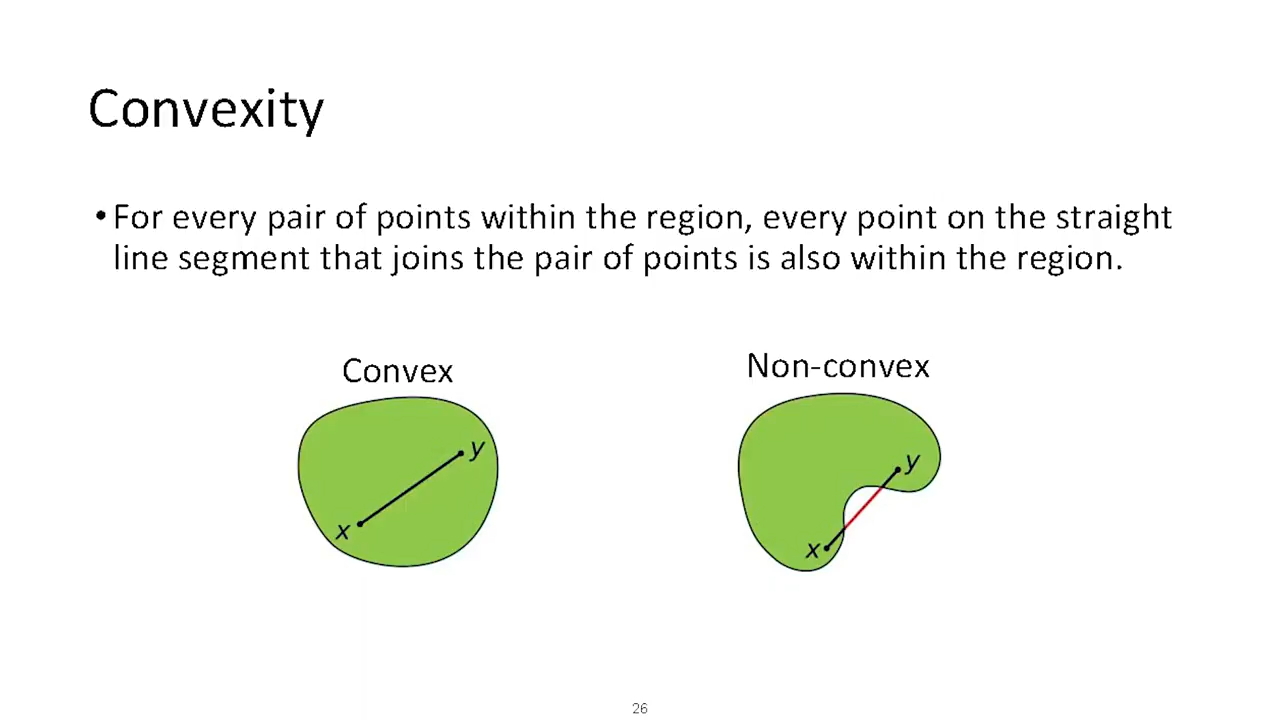 Convexity
• For every pair of points within the region, every point on the straight
line segment that joins the pair of points is also within the region.
Convex
Non-convex
y
x
y
x
26